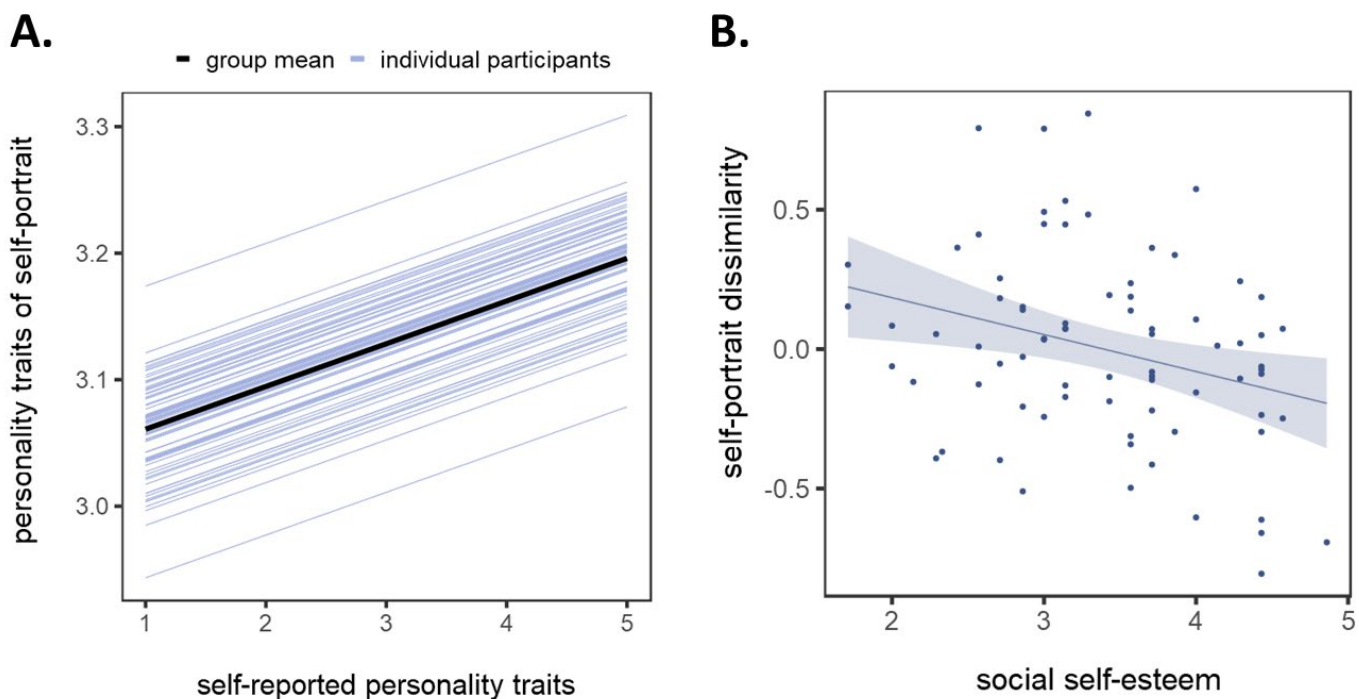 A.
group mean individual participants
personality traits of self-portrait
3.3
3.2
3.1
3.0
1 2 3 4 5
self-reported personality traits
B.
self-portrait dissimilarity
0.5
0.0
-0.5
2 3 4 5
social self-esteem